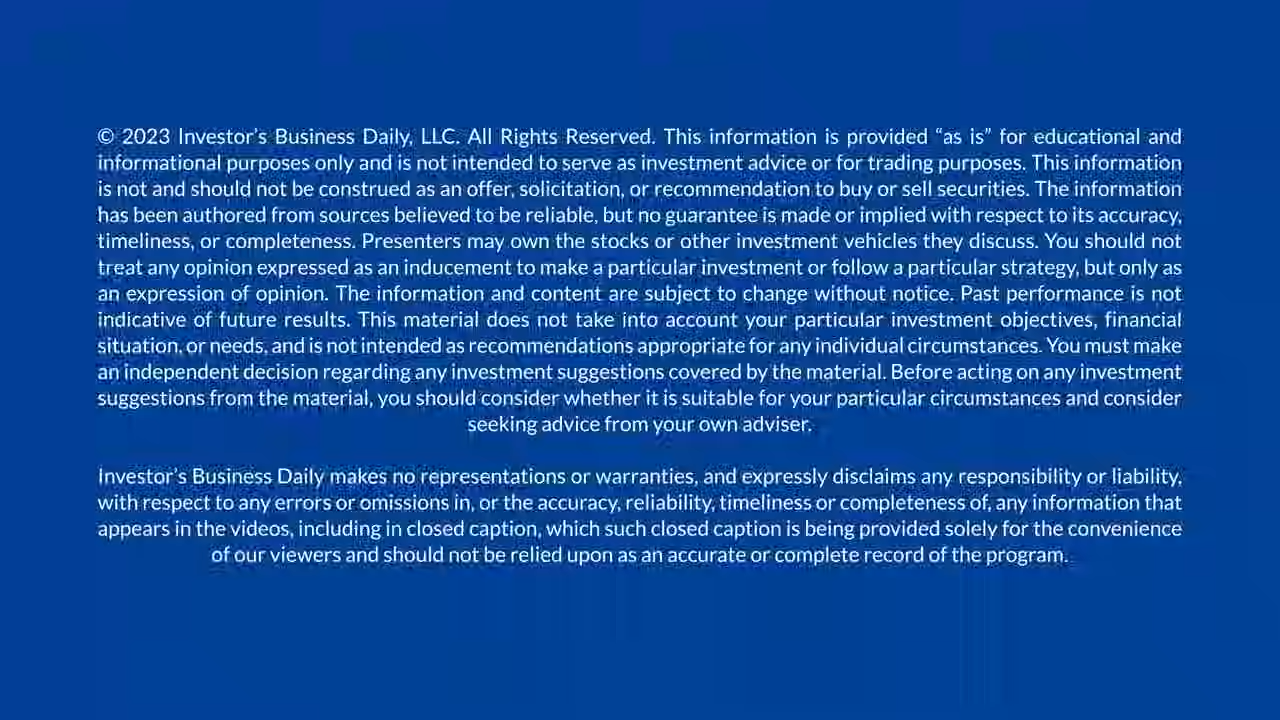 © 2023 Investor’s Business Daily, LLC. All Rights Reserved. This information is provided “as is” for educational and
informational purposes only and is not intended to serve as investment advice or for trading purposes. This information
is not and should not be construed as an offer, solicitation, or recommendation to buy or sell securities. The information
has been authored from sources believed to be reliable, but no guarantee is made or implied with respect to its accuracy,
timeliness, or completeness. Presenters may own the stocks or other investment vehicles they discuss. You should not
treat any opinion expressed as an inducement to make a particular investment or follow a particular strategy, but only as
an expression of opinion. The information and content are subject to change without notice. Past performance is not
indicative of future results. This material does not take into account your particular investment objectives, financial
situation, or needs, and is not intended as recommendations appropriate for any individual circumstances. You must make
an independent decision regarding any investment suggestions covered by the material. Before acting on any investment
suggestions from the material, you should consider whether it is suitable for your particular circumstances and consider
seeking advice from your own adviser.
Investor’s Business Daily makes no representations or warranties, and expressly disclaims any responsibility or liability,
with respect to any errors or omissions in, or the accuracy, reliability, timeliness or completeness of, any information that
appears in the videos, including in closed caption, which such closed caption is being provided solely for the convenience
of our viewers and should not be relied upon as an accurate or complete record of the program.